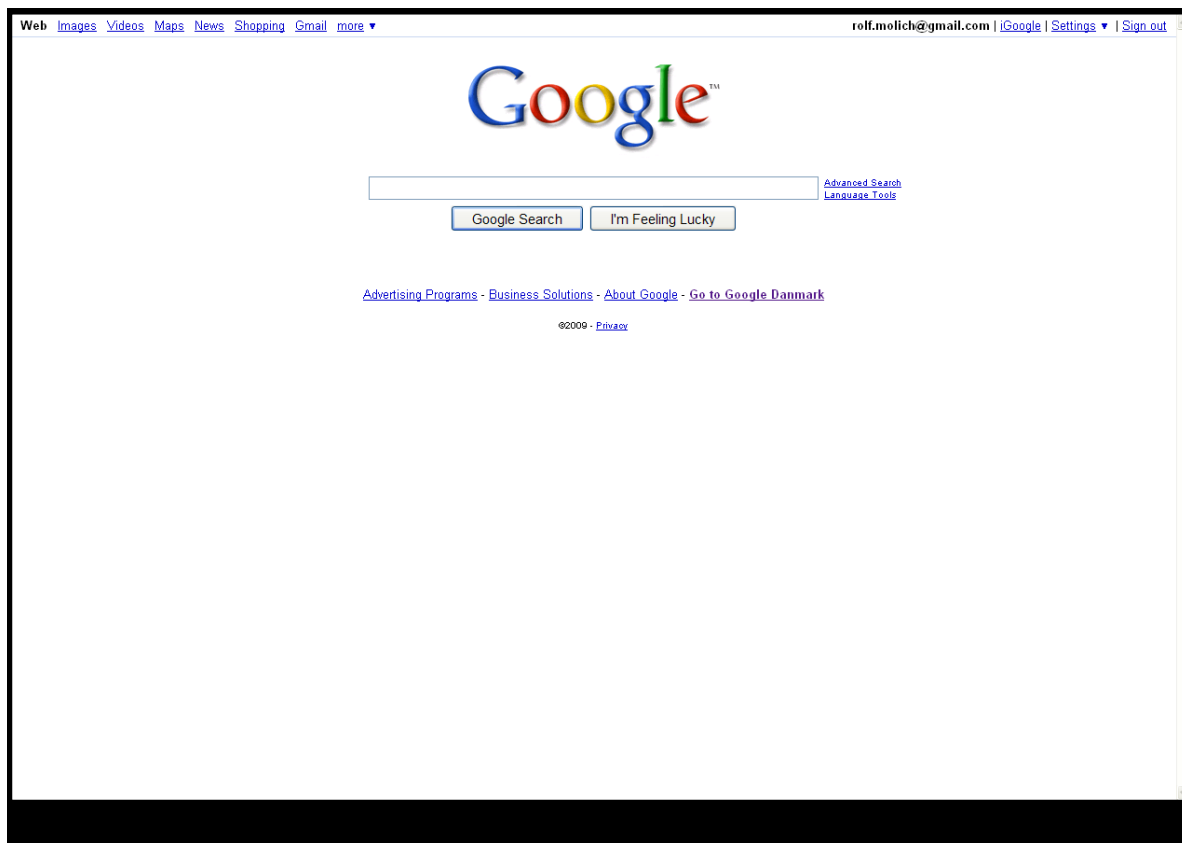 Web Images Videos Maps News Shopping Gmail more ▼ rolf.molich@gmail.com | iGoogle | Settings ▼ | Sign out
Google™
Advanced Search
Language Tools
Google Search I'm Feeling Lucky
Advertising Programs - Business Solutions - About Google - Go to Google Danmark
©2009 - Privacy